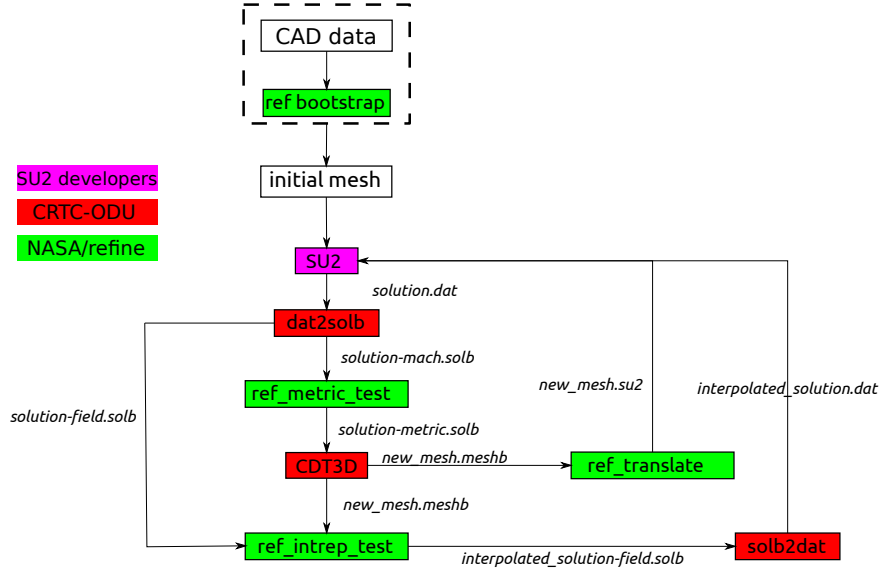 CAD data
ref bootstrap
initial mesh
SU2 developers
CRTC-ODU
NASA/refine
SU2
solution.dat
dat2solb
solution-mach.solb
new_mesh.su2
interpolated_solution.dat
ref_metric_test
solution-field.solb
solution-metric.solb
CDT3D
new_mesh.meshb
ref_translate
new_mesh.meshb
ref_intrep_test
interpolated_solution-field.solb
solb2dat